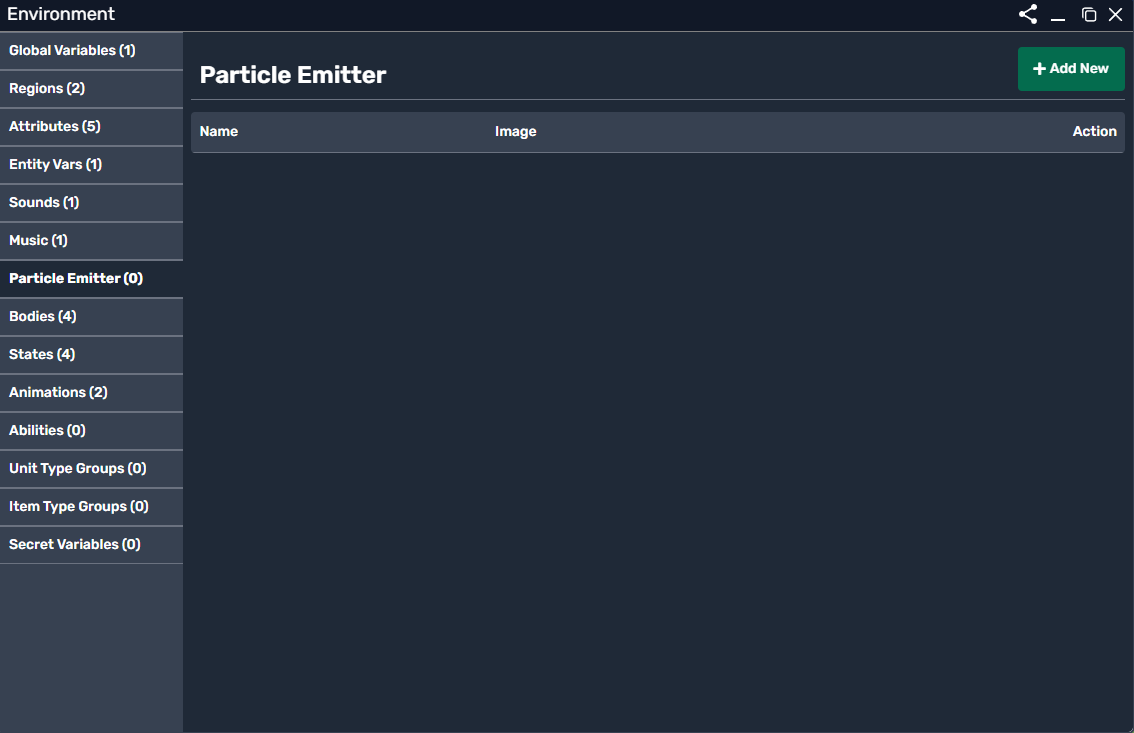 Environment
Global Variables (1)
Regions (2)
Attributes (5)
Entity Vars (1)
Sounds (1)
Music (1)
Particle Emitter (0)
Bodies (4)
States (4)
Animations (2)
Abilities (0)
Unit Type Groups (0)
Item Type Groups (0)
Secret Variables (0)
Particle Emitter
+ Add New
Name Image Action